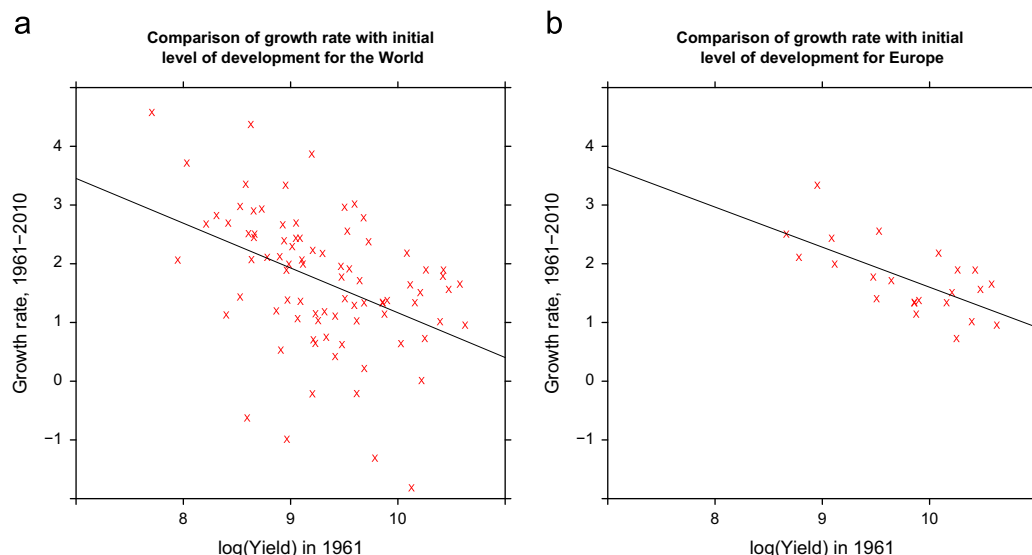 a
Comparison of growth rate with initial
level of development for the World
4
3
2
1
0
−1
8
9
10
Growth rate, 1961−2010
log(Yield) in 1961
b
Comparison of growth rate with initial
level of development for Europe
4
3
2
1
0
−1
8
9
10
Growth rate, 1961−2010
log(Yield) in 1961